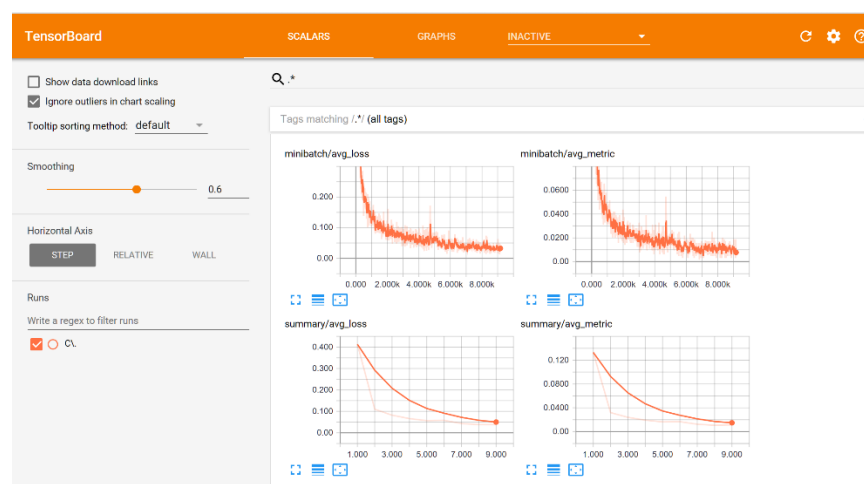 TensorBoard
SCALARS
GRAPHS
INACTIVE
Show data download links
Ignore outliers in chart scaling
Tooltip sorting method: default
Smoothing
0.6
Horizontal Axis
STEP
RELATIVE
WALL
Runs
Write a regex to filter runs
C\.
.*
Tags matching /.*/ (all tags)
minibatch/avg_loss
0.200
0.100
0.00
0.000 2.000k 4.000k 6.000k 8.000k
minibatch/avg_metric
0.0600
0.0400
0.0200
0.00
0.000 2.000k 4.000k 6.000k 8.000k
summary/avg_loss
0.400
0.300
0.200
0.100
0.00
1.000 3.000 5.000 7.000 9.000
summary/avg_metric
0.120
0.0800
0.0400
0.00
1.000 3.000 5.000 7.000 9.000